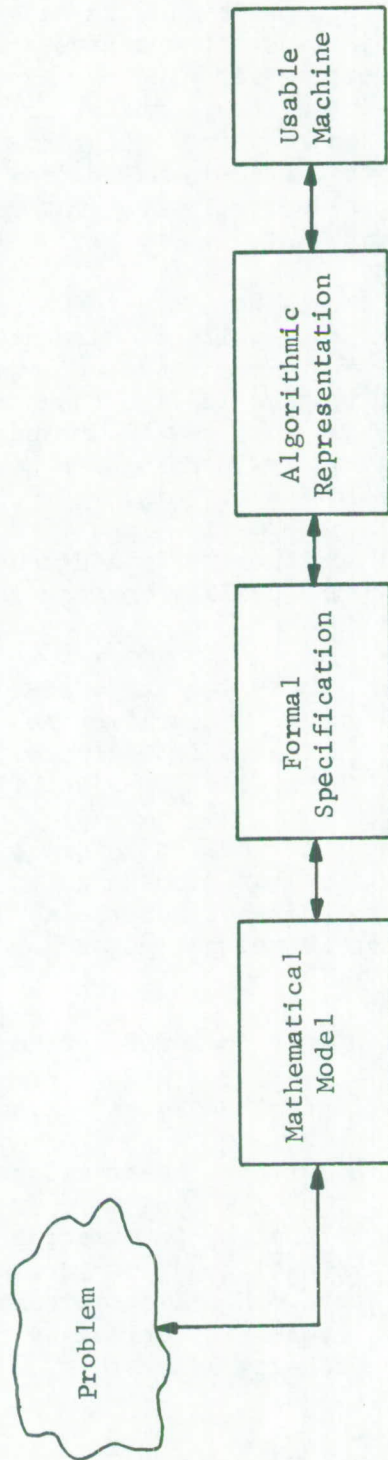 Problem
Mathematical
Model
Formal
Specification
Algorithmic
Representation
Usable
Machine